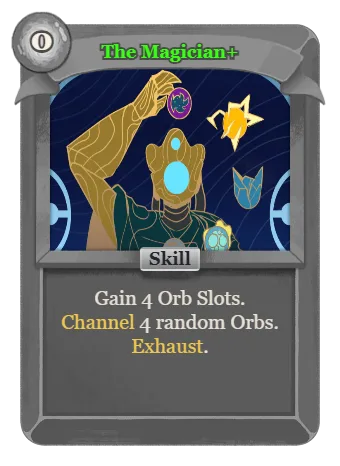 0
The Magician+
Skill
Gain 4 Orb Slots.
Channel 4 random Orbs.
Exhaust.